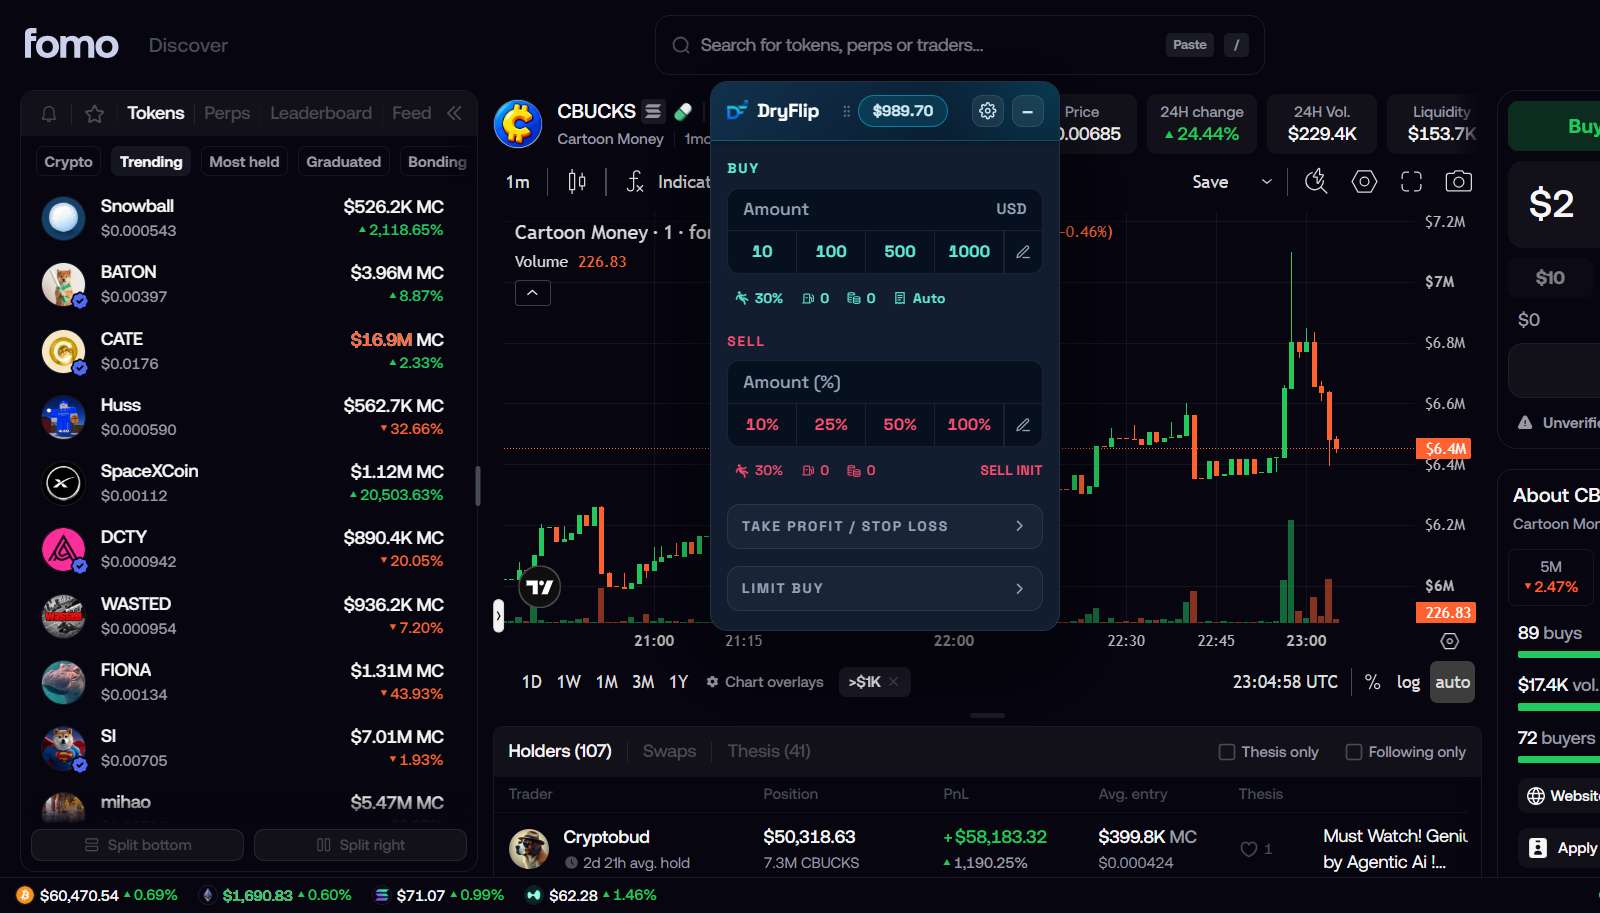 fomo
Discover
Search for tokens, perps or traders...
Paste
/
Tokens
Perps
Leaderboard
Feed
Crypto
Trending
Most held
Graduated
Bonding
Snowball
$526.2K MC
$0.000543
2,118.65%
BATON
$3.96M MC
$0.00397
8.87%
CATE
$16.9M MC
$0.0176
2.33%
Huss
$562.7K MC
$0.000590
32.66%
SpaceXCoin
$1.12M MC
$0.00112
20,503.63%
DCTY
$890.4K MC
$0.000942
20.05%
WASTED
$936.2K MC
$0.000954
7.20%
FIONA
$1.31M MC
$0.00134
43.93%
SI
$7.01M MC
$0.00705
1.93%
mihao
$5.47M MC
Split bottom
Split right
CBUCKS
Cartoon Money
1mo
Price
0.00685
24H change
24.44%
24H Vol.
$229.4K
Liquidity
$153.7K
1m
Indicat
Save
Cartoon Money · 1 · for
-0.46%)
Volume 226.83
DryFlip
$989.70
BUY
Amount
USD
10
100
500
1000
30%
0
0
Auto
SELL
Amount (%)
10%
25%
50%
100%
30%
0
0
SELL INIT
TAKE PROFIT / STOP LOSS
LIMIT BUY
$7.2M
$7M
$6.8M
$6.6M
$6.4M
$6.4M
$6.2M
$6M
226.83
21:00
21:15
22:00
22:30
22:45
23:00
1D
1W
1M
3M
1Y
Chart overlays
>$1K
23:04:58 UTC
%
log
auto
Holders (107)
Swaps
Thesis (41)
Thesis only
Following only
Trader
Position
PnL
Avg. entry
Thesis
Cryptobud
2d 21h avg. hold
$50,318.63
7.3M CBUCKS
+$58,183.32
1,190.25%
$399.8K MC
$0.000424
1
Must Watch! Geniu
by Agentic Ai !...
Buy
$2
$10
$0
Unverifie
About CB
Cartoon Mon
5M
2.47%
89 buys
$17.4K vol.
72 buyers
Website
Apply
$60,470.54 0.69%
$1,690.83 0.60%
$71.07 0.99%
$62.28 1.46%